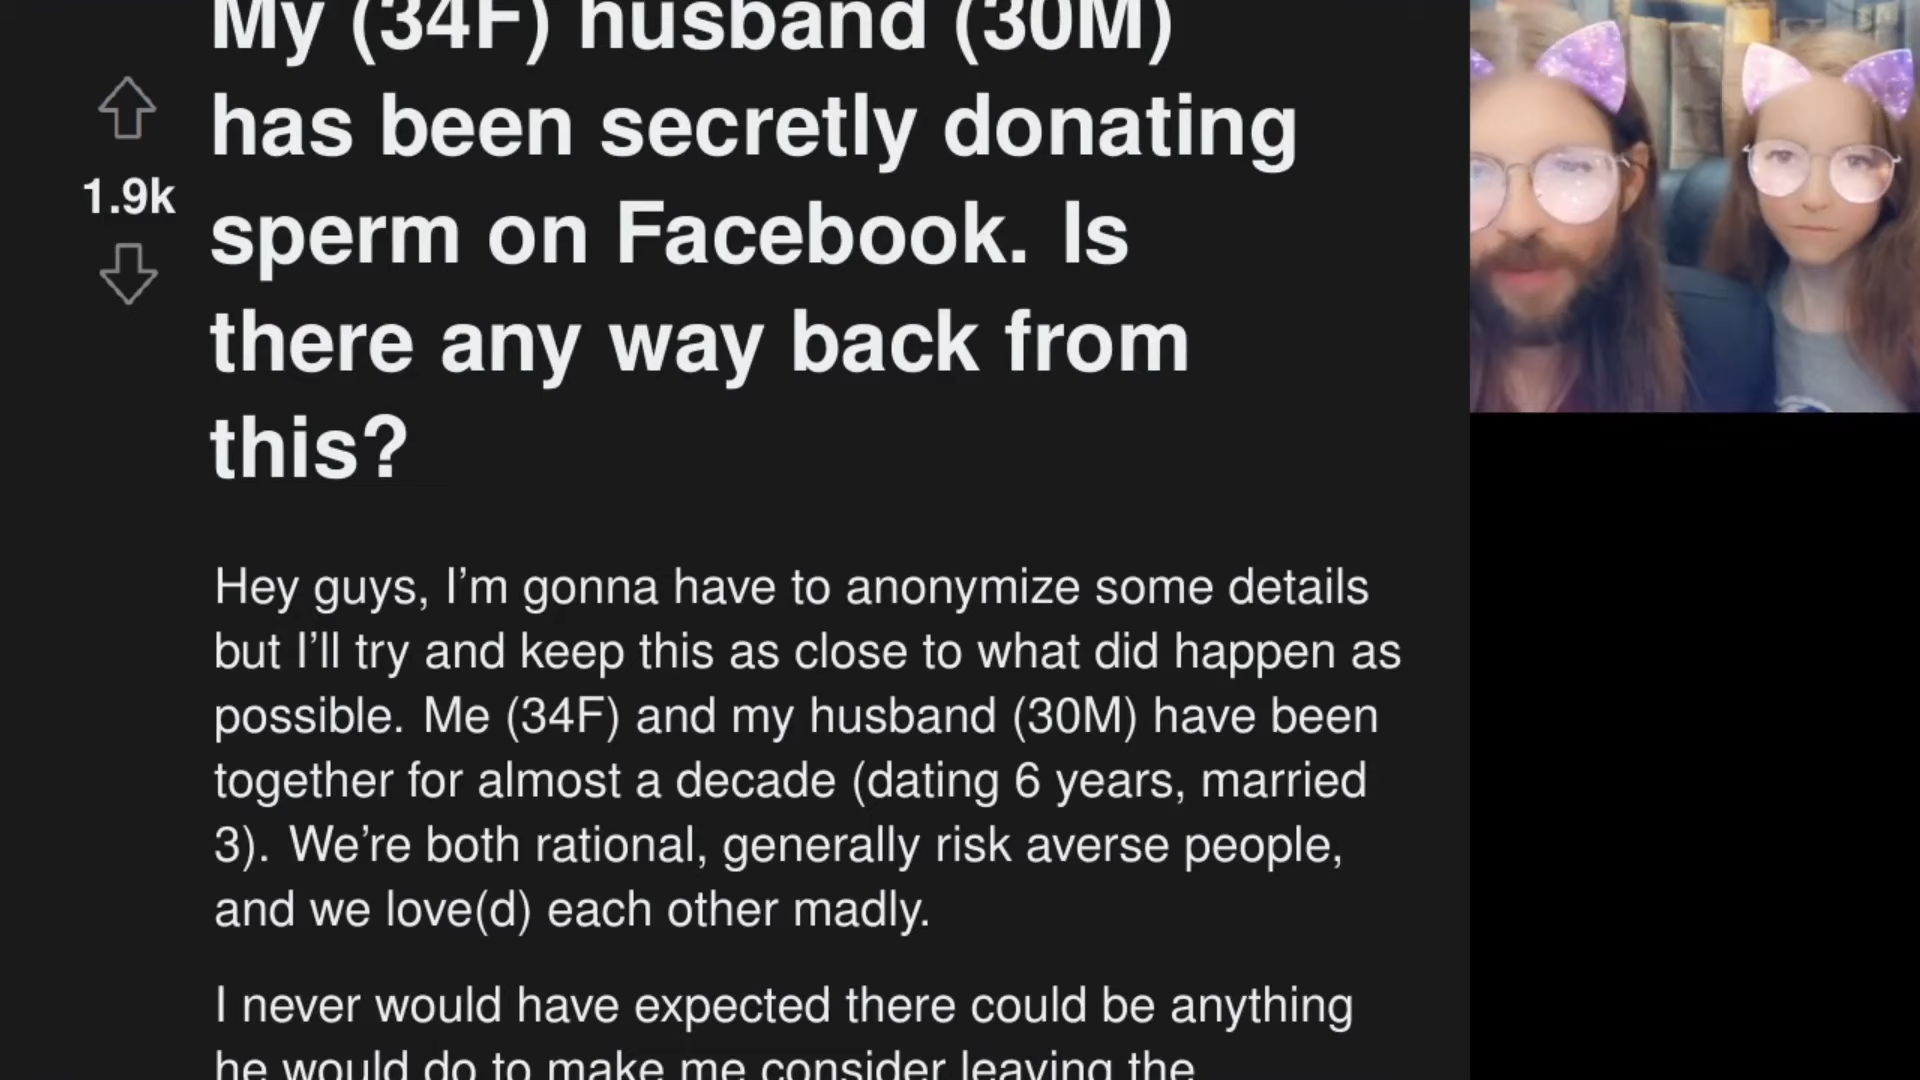 My (34F) husband (30M)
has been secretly donating
sperm on Facebook. Is
there any way back from
this?
1.9k
Hey guys, I’m gonna have to anonymize some details
but I’ll try and keep this as close to what did happen as
possible. Me (34F) and my husband (30M) have been
together for almost a decade (dating 6 years, married
3). We’re both rational, generally risk averse people,
and we love(d) each other madly.
I never would have expected there could be anything
he would do to make me consider leaving the